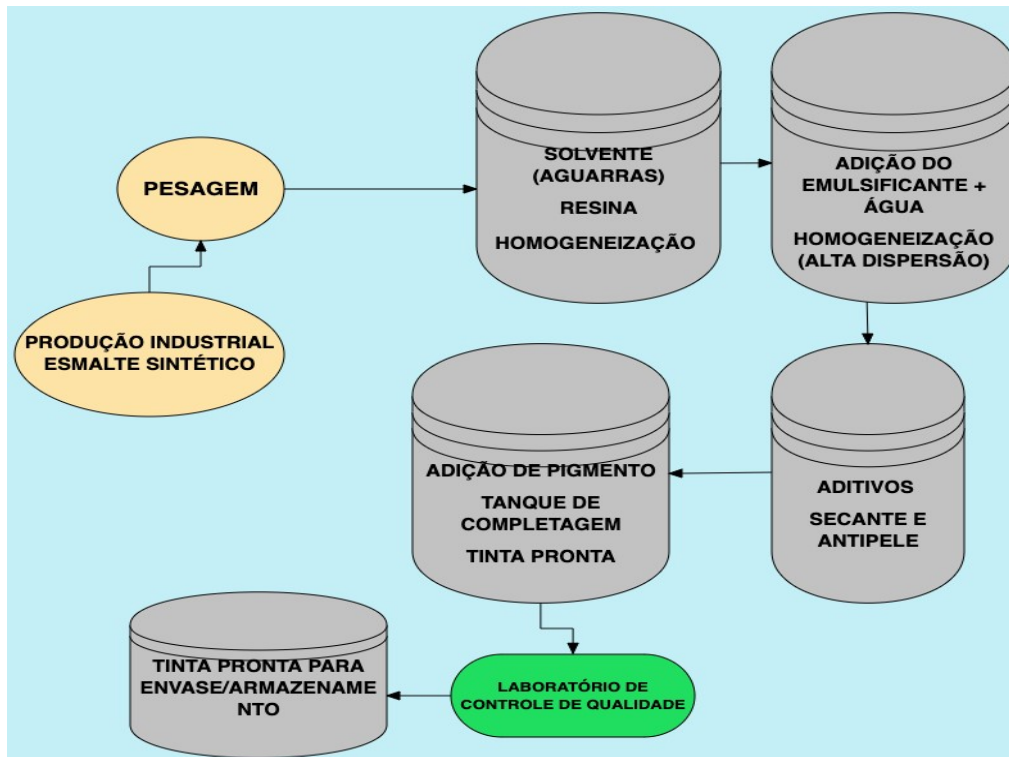 PRODUÇÃO INDUSTRIAL
ESMALTE SINTÉTICO
PESAGEM
SOLVENTE
(AGUARRAS)
RESINA
HOMOGENEIZAÇÃO
ADIÇÃO DO
EMULSIFICANTE +
ÁGUA
HOMOGENEIZAÇÃO
(ALTA DISPERSÃO)
ADITIVOS
SECANTE E
ANTIPELE
ADIÇÃO DE PIGMENTO
TANQUE DE
COMPLETAGEM
TINTA PRONTA
LABORATÓRIO DE
CONTROLE DE QUALIDADE
TINTA PRONTA PARA
ENVASE/ARMAZENAME
NTO